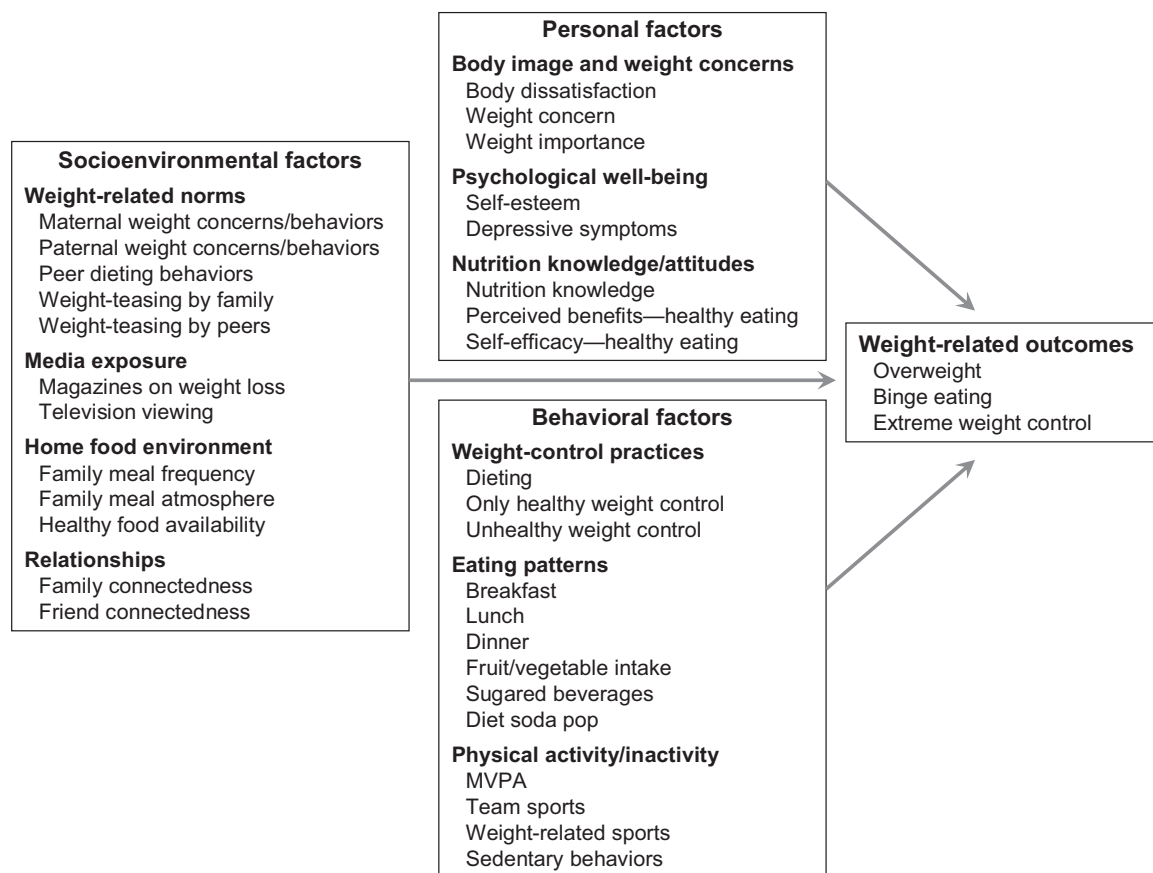 Socioenvironmental factors
Weight-related norms
Maternal weight concerns/behaviors
Paternal weight concerns/behaviors
Peer dieting behaviors
Weight-teasing by family
Weight-teasing by peers
Media exposure
Magazines on weight loss
Television viewing
Home food environment
Family meal frequency
Family meal atmosphere
Healthy food availability
Relationships
Family connectedness
Friend connectedness
Personal factors
Body image and weight concerns
Body dissatisfaction
Weight concern
Weight importance
Psychological well-being
Self-esteem
Depressive symptoms
Nutrition knowledge/attitudes
Nutrition knowledge
Perceived benefits—healthy eating
Self-efficacy—healthy eating
Behavioral factors
Weight-control practices
Dieting
Only healthy weight control
Unhealthy weight control
Eating patterns
Breakfast
Lunch
Dinner
Fruit/vegetable intake
Sugared beverages
Diet soda pop
Physical activity/inactivity
MVPA
Team sports
Weight-related sports
Sedentary behaviors
Weight-related outcomes
Overweight
Binge eating
Extreme weight control